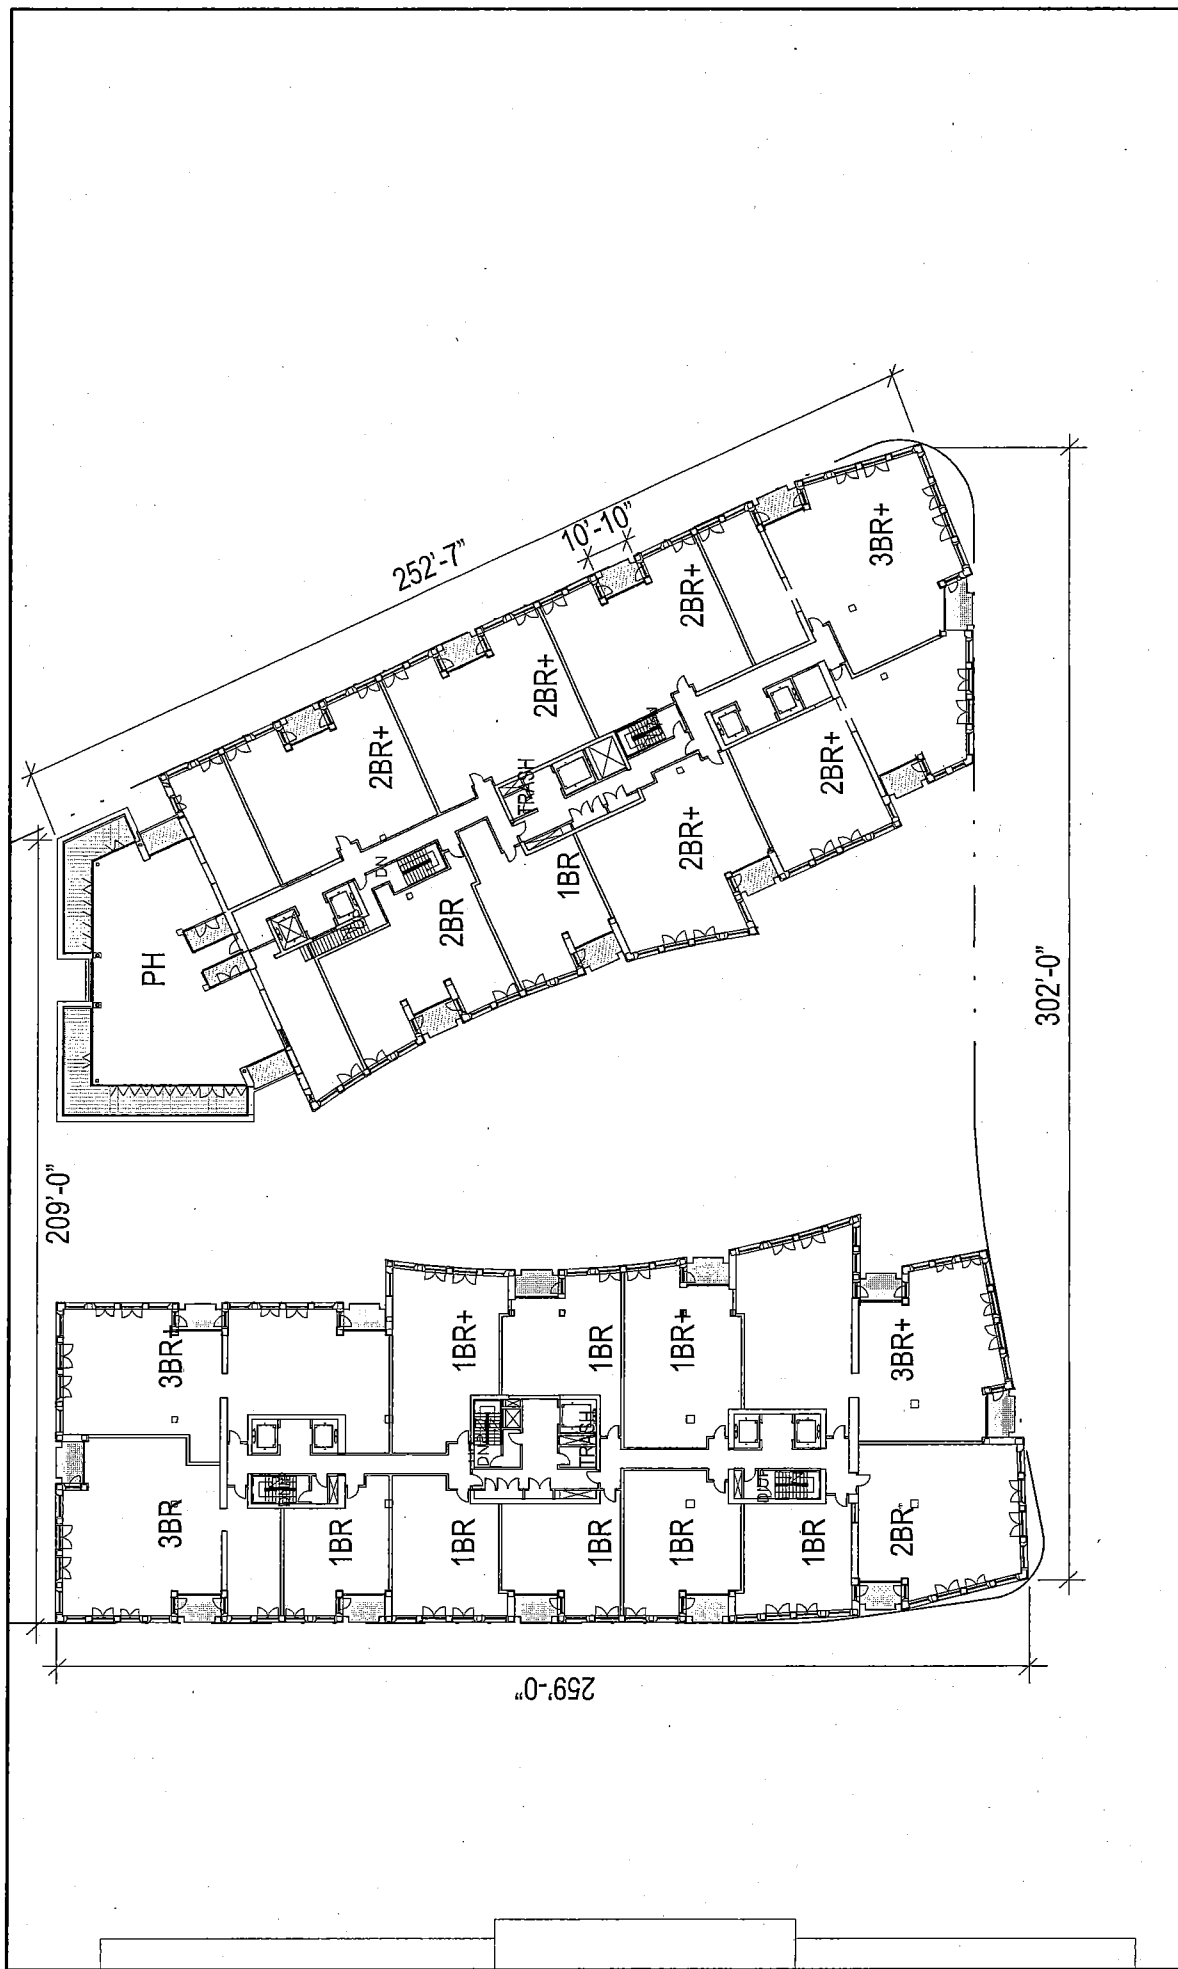 252'-7"
10'-10"
3BR+
2BR+
2BR+
2BR+
2BR+
2BR+
TRASH
DN
1BR
2BR
PH
302'-0"
209'-0"
3BR+
1BR+
1BR
1BR+
3BR+
DN
TRASH
3BR
1BR
1BR
1BR
1BR
1BR
2BR
259'-0"